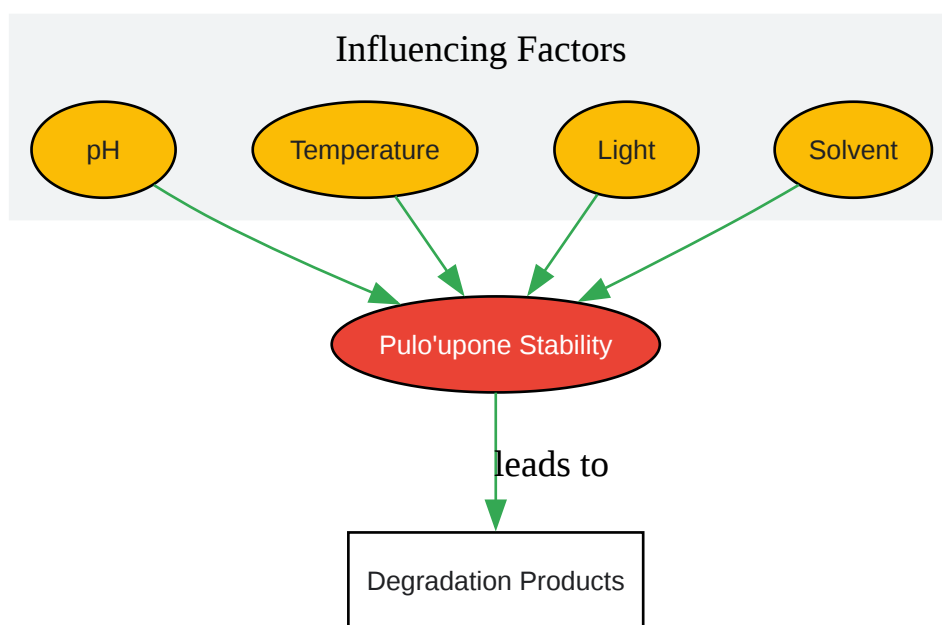 Influencing Factors
pH
Temperature
Light
Solvent
Pulo'upone Stability
leads to
Degradation Products